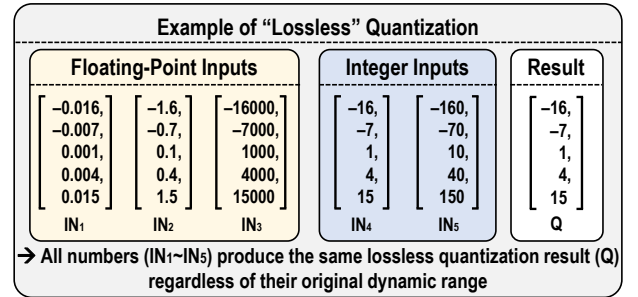 Example of “Lossless” Quantization
Floating-Point Inputs Integer Inputs Result
–0.016, –1.6, –16000, –16, –160, –16,
–0.007, –0.7, –7000, –7, –70, –7,
0.001, 0.1, 1000, 1, 10, 1,
0.004, 0.4, 4000, 4, 40, 4,
0.015 1.5 15000 15 150 15
IN₁ IN₂ IN₃ IN₄ IN₅ Q
→ All numbers (IN₁~IN₅) produce the same lossless quantization result (Q)
regardless of their original dynamic range